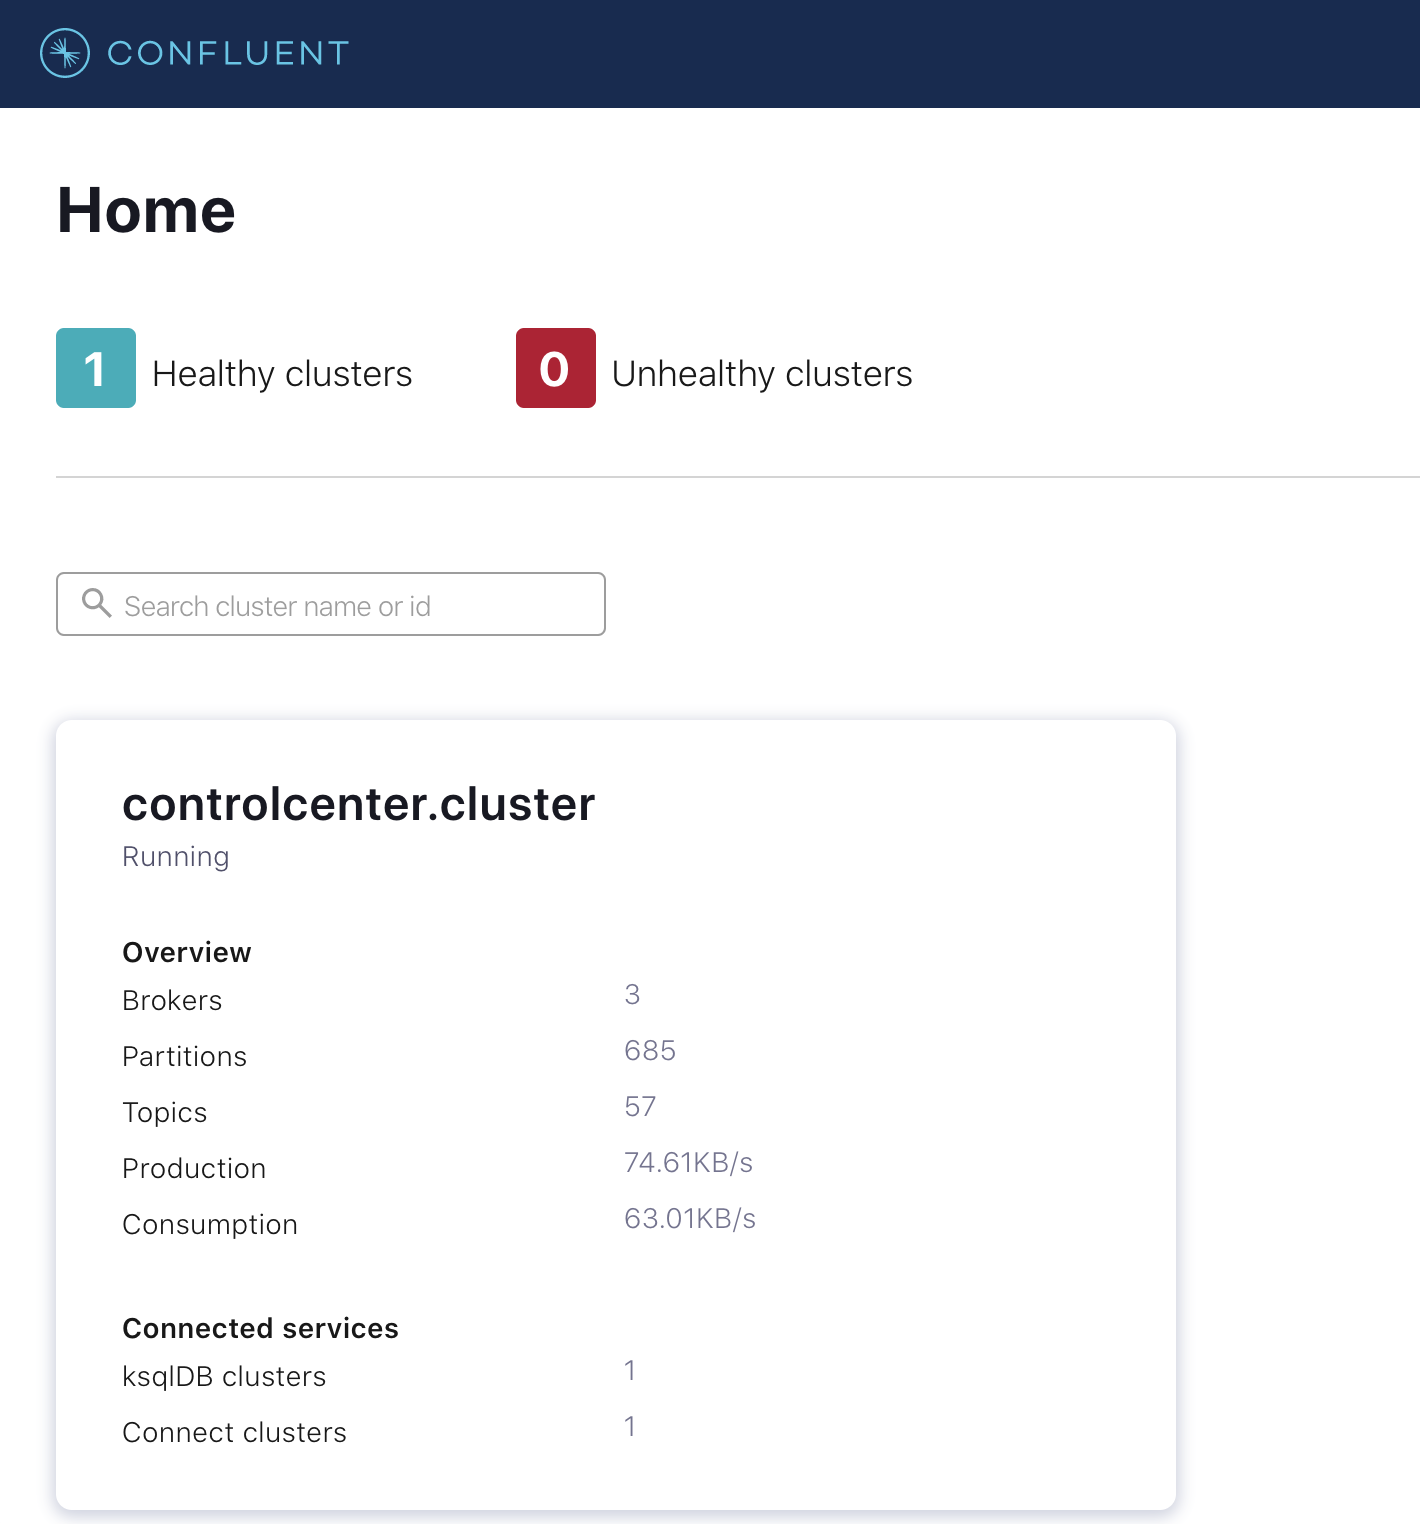 CONFLUENT
Home
1 Healthy clusters 0 Unhealthy clusters
Search cluster name or id
controlcenter.cluster
Running
Overview
Brokers 3
Partitions 685
Topics 57
Production 74.61KB/s
Consumption 63.01KB/s
Connected services
ksqlDB clusters 1
Connect clusters 1